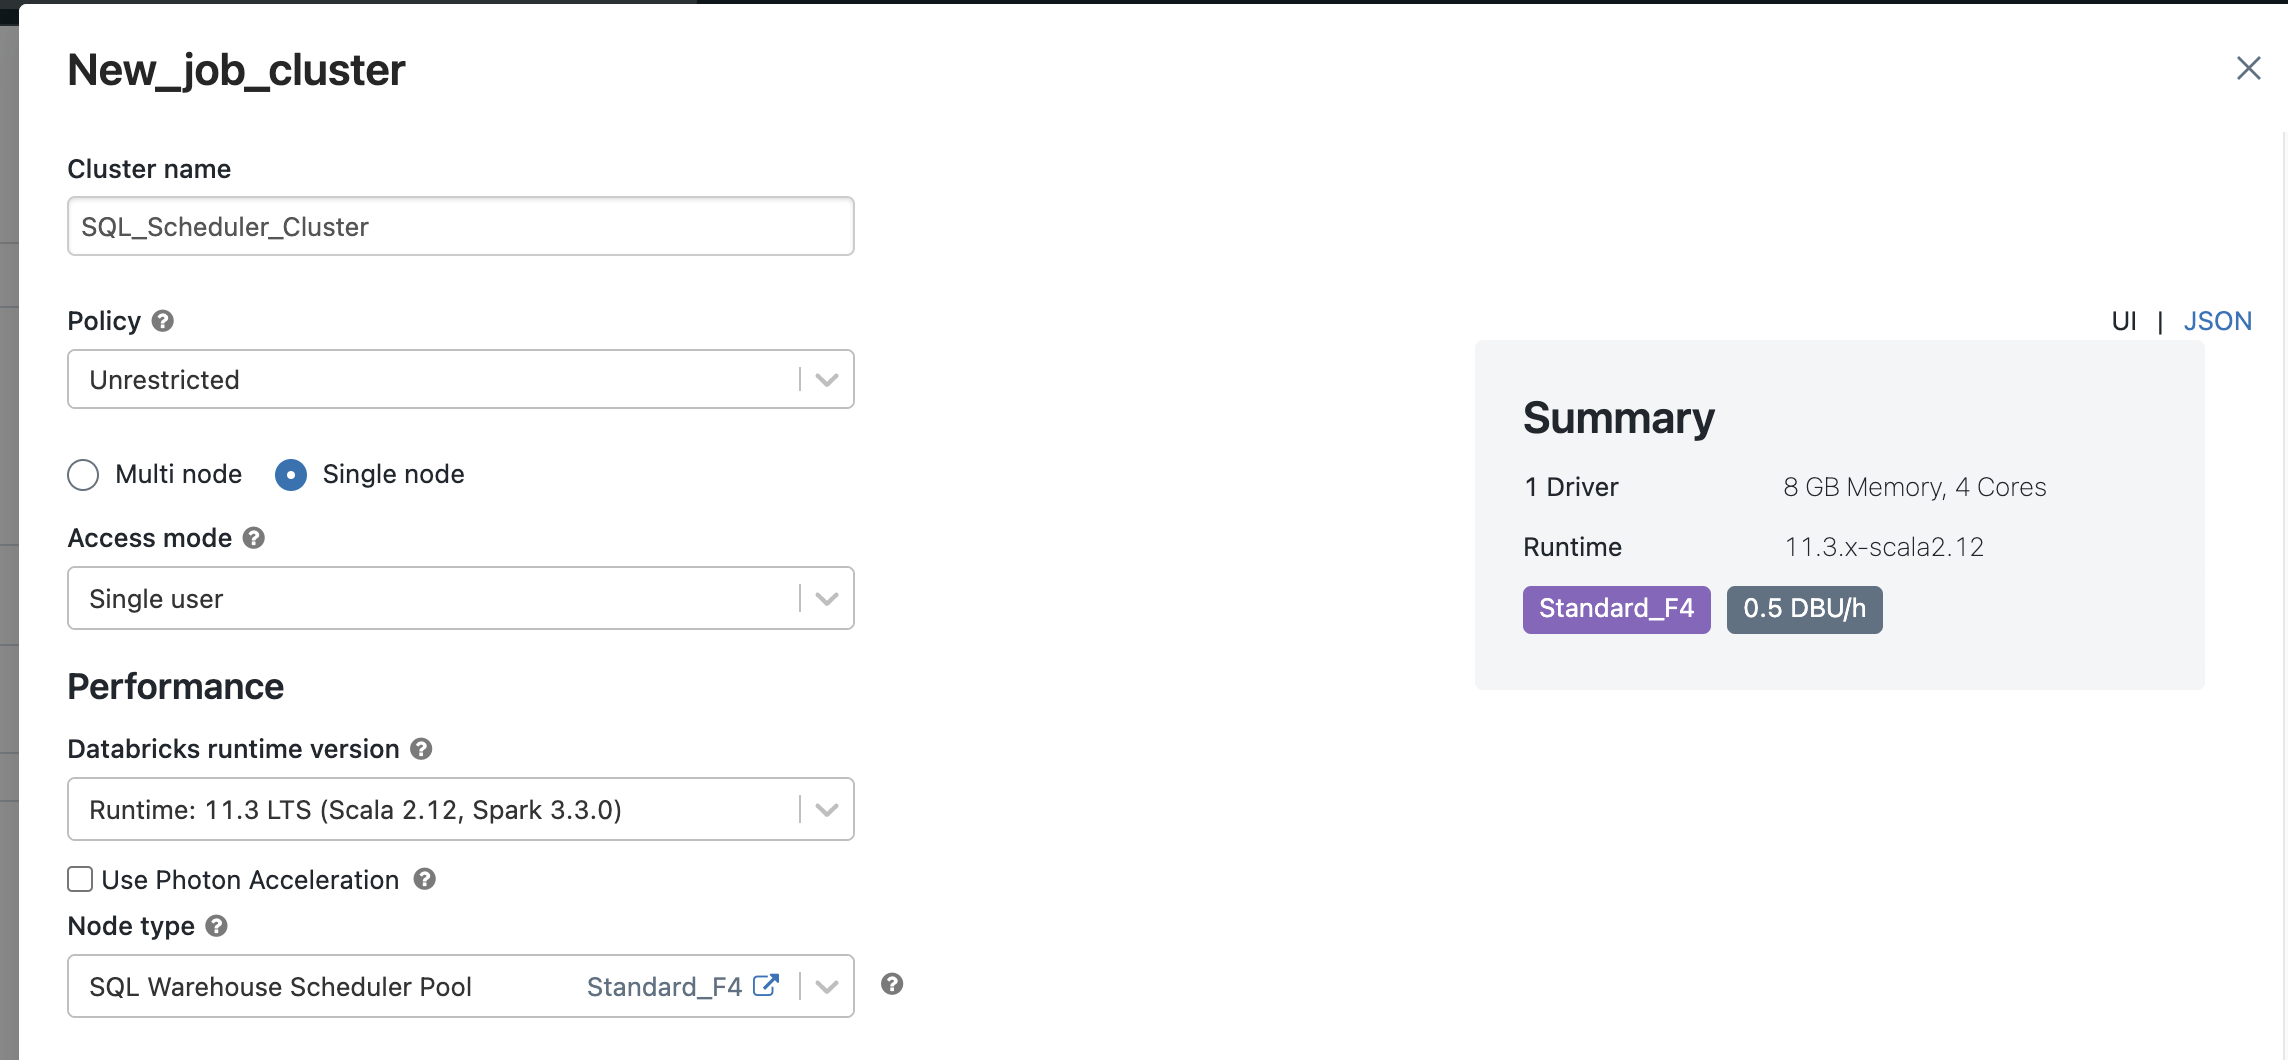 New_job_cluster
Cluster name
SQL_Scheduler_Cluster
Policy
UI | JSON
Unrestricted
Summary
Multi node Single node
1 Driver 8 GB Memory, 4 Cores
Access mode
Runtime 11.3.x-scala2.12
Single user
Standard_F4 0.5 DBU/h
Performance
Databricks runtime version
Runtime: 11.3 LTS (Scala 2.12, Spark 3.3.0)
Use Photon Acceleration
Node type
SQL Warehouse Scheduler Pool Standard_F4